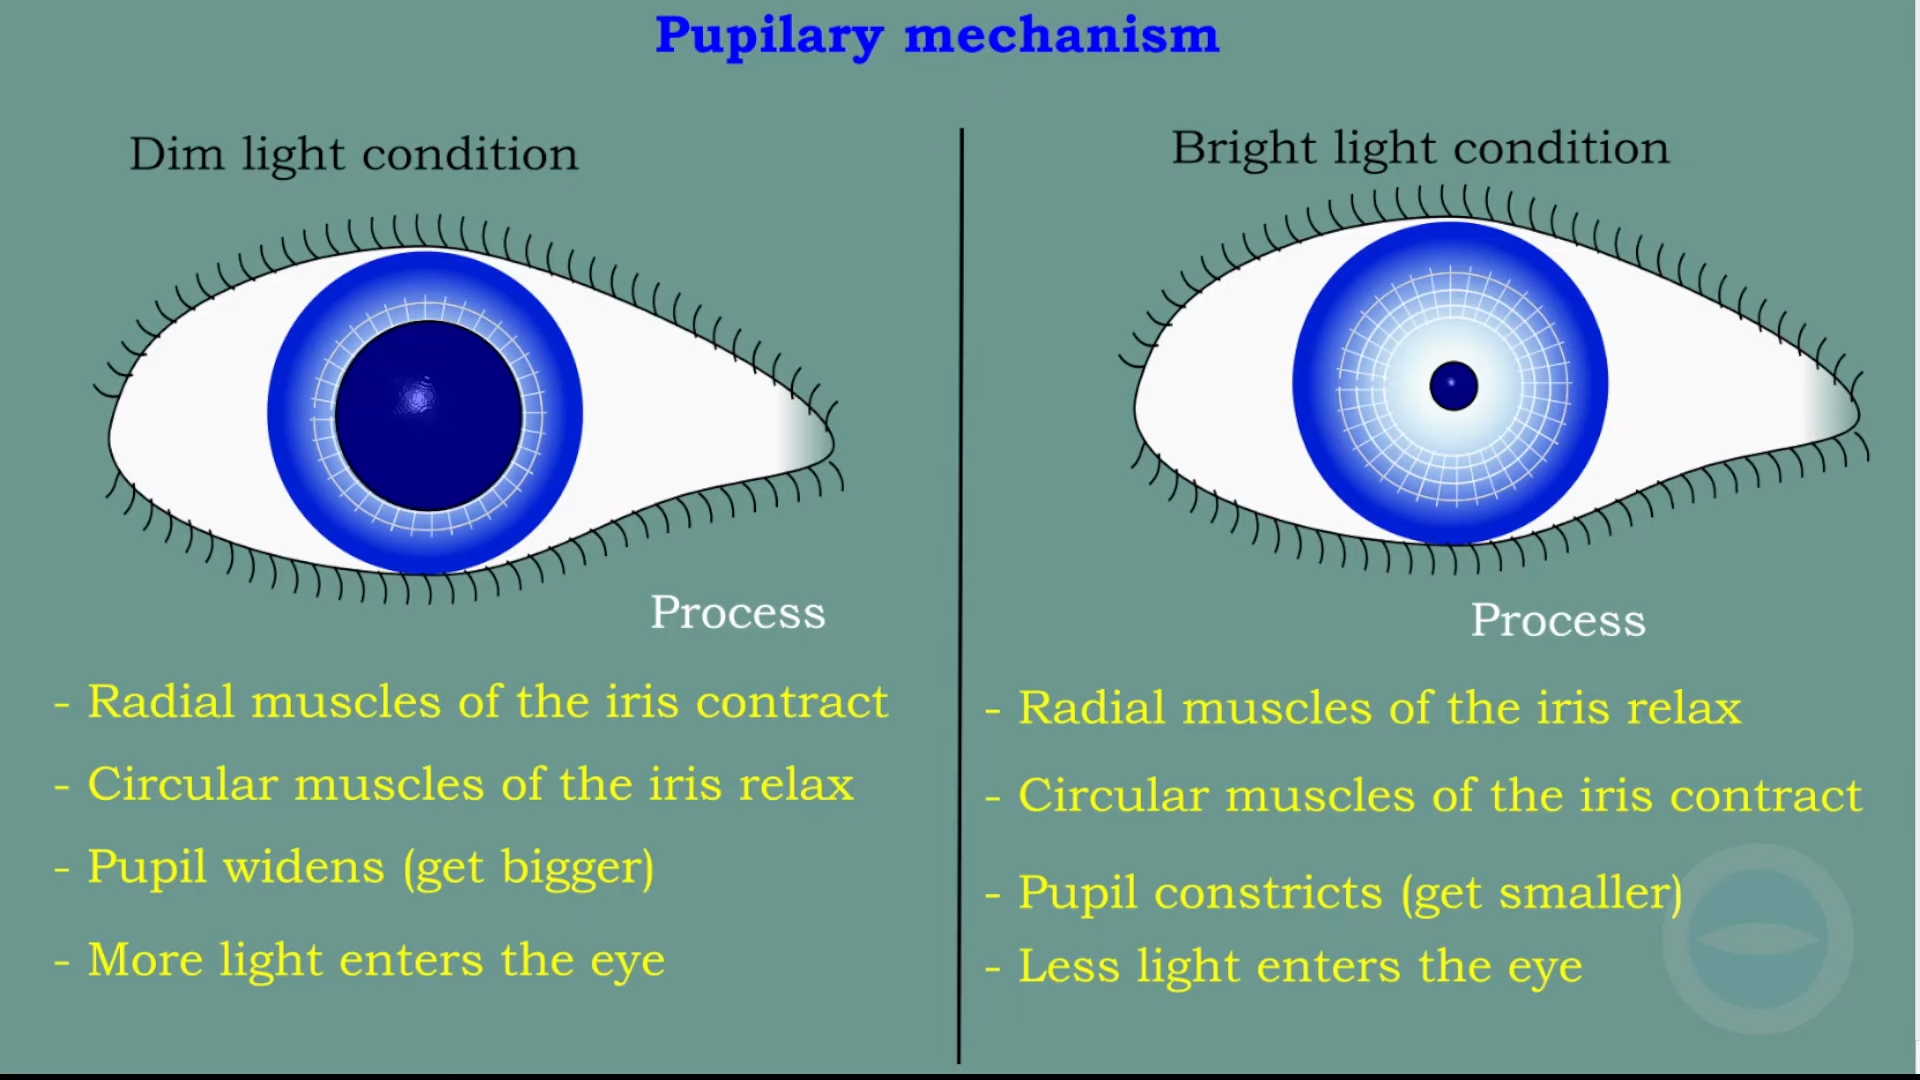 Pupilary mechanism
Dim light condition
Process
- Radial muscles of the iris contract
- Circular muscles of the iris relax
- Pupil widens (get bigger)
- More light enters the eye
Bright light condition
Process
- Radial muscles of the iris relax
- Circular muscles of the iris contract
- Pupil constricts (get smaller)
- Less light enters the eye